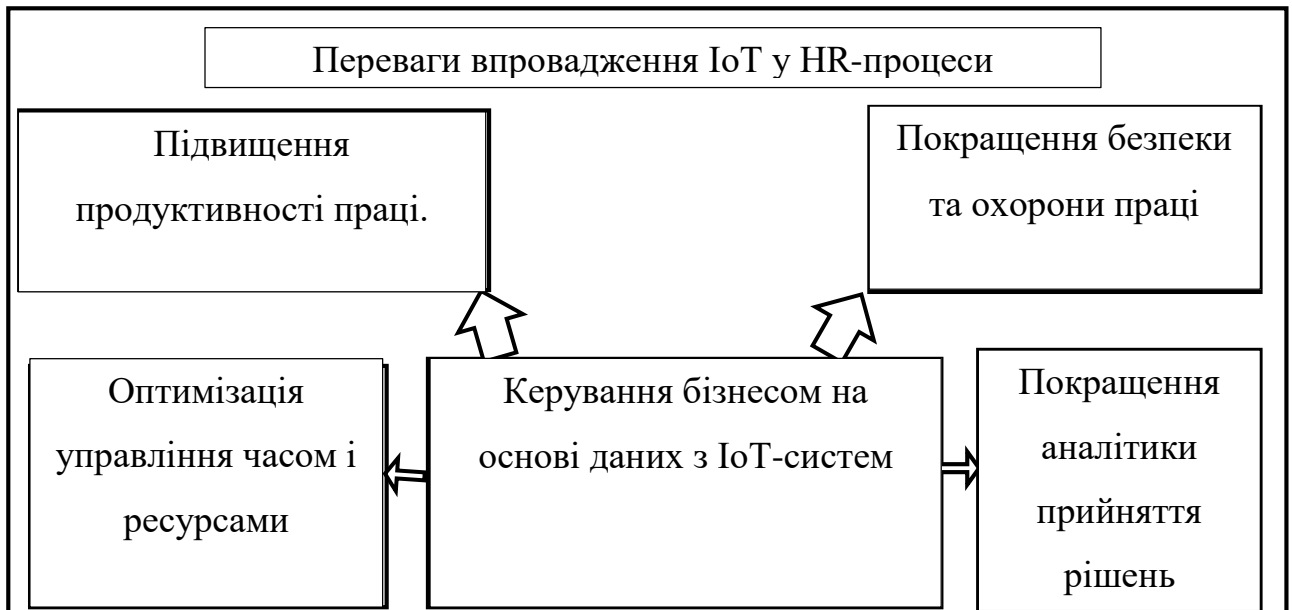 Переваги впровадження IoT у HR-процеси
Підвищення
продуктивності праці.
Покращення безпеки
та охорони праці
Оптимізація
управління часом і
ресурсами
Керування бізнесом на
основі даних з IoT-систем
Покращення
аналітики
прийняття
рішень